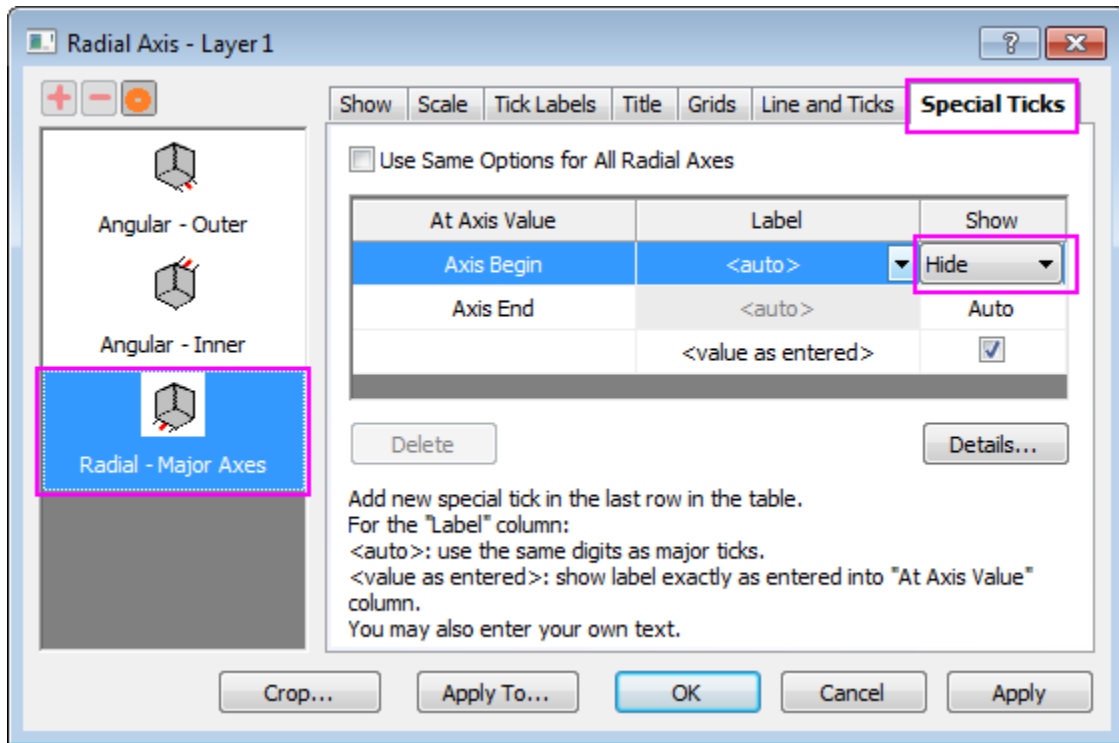 Radial Axis - Layer 1
Show Scale Tick Labels Title Grids Line and Ticks Special Ticks
Angular - Outer
Angular - Inner
Radial - Major Axes
Use Same Options for All Radial Axes
At Axis Value Label Show
Axis Begin <auto> Hide
Axis End <auto> Auto
<value as entered>
Delete Details...
Add new special tick in the last row in the table.
For the "Label" column:
<auto>: use the same digits as major ticks.
<value as entered>: show label exactly as entered into "At Axis Value"
column.
You may also enter your own text.
Crop... Apply To... OK Cancel Apply